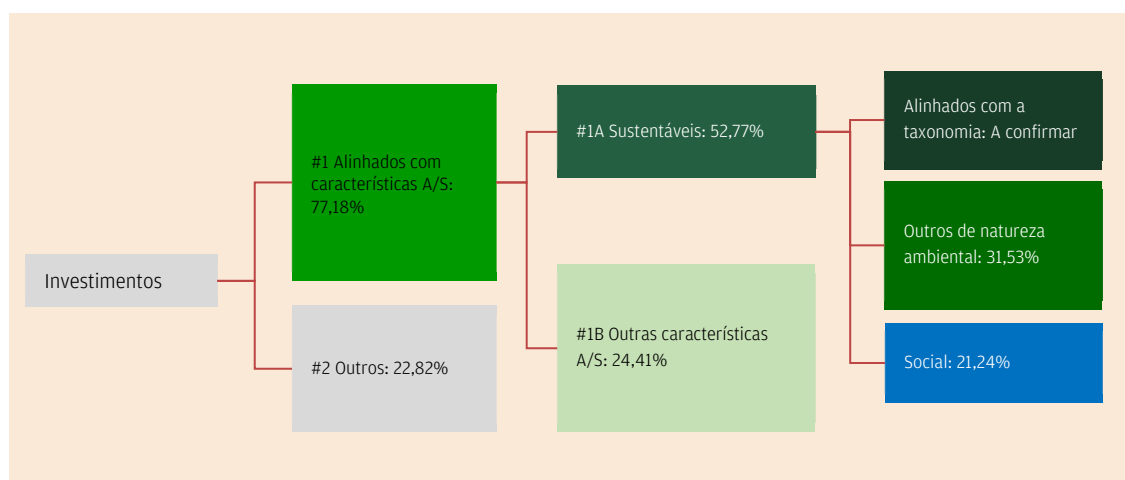 Investimentos
#1 Alinhados com
características A/S:
77,18%
#2 Outros: 22,82%
#1A Sustentáveis: 52,77%
#1B Outras características
A/S: 24,41%
Alinhados com a
taxonomia: A confirmar
Outros de natureza
ambiental: 31,53%
Social: 21,24%